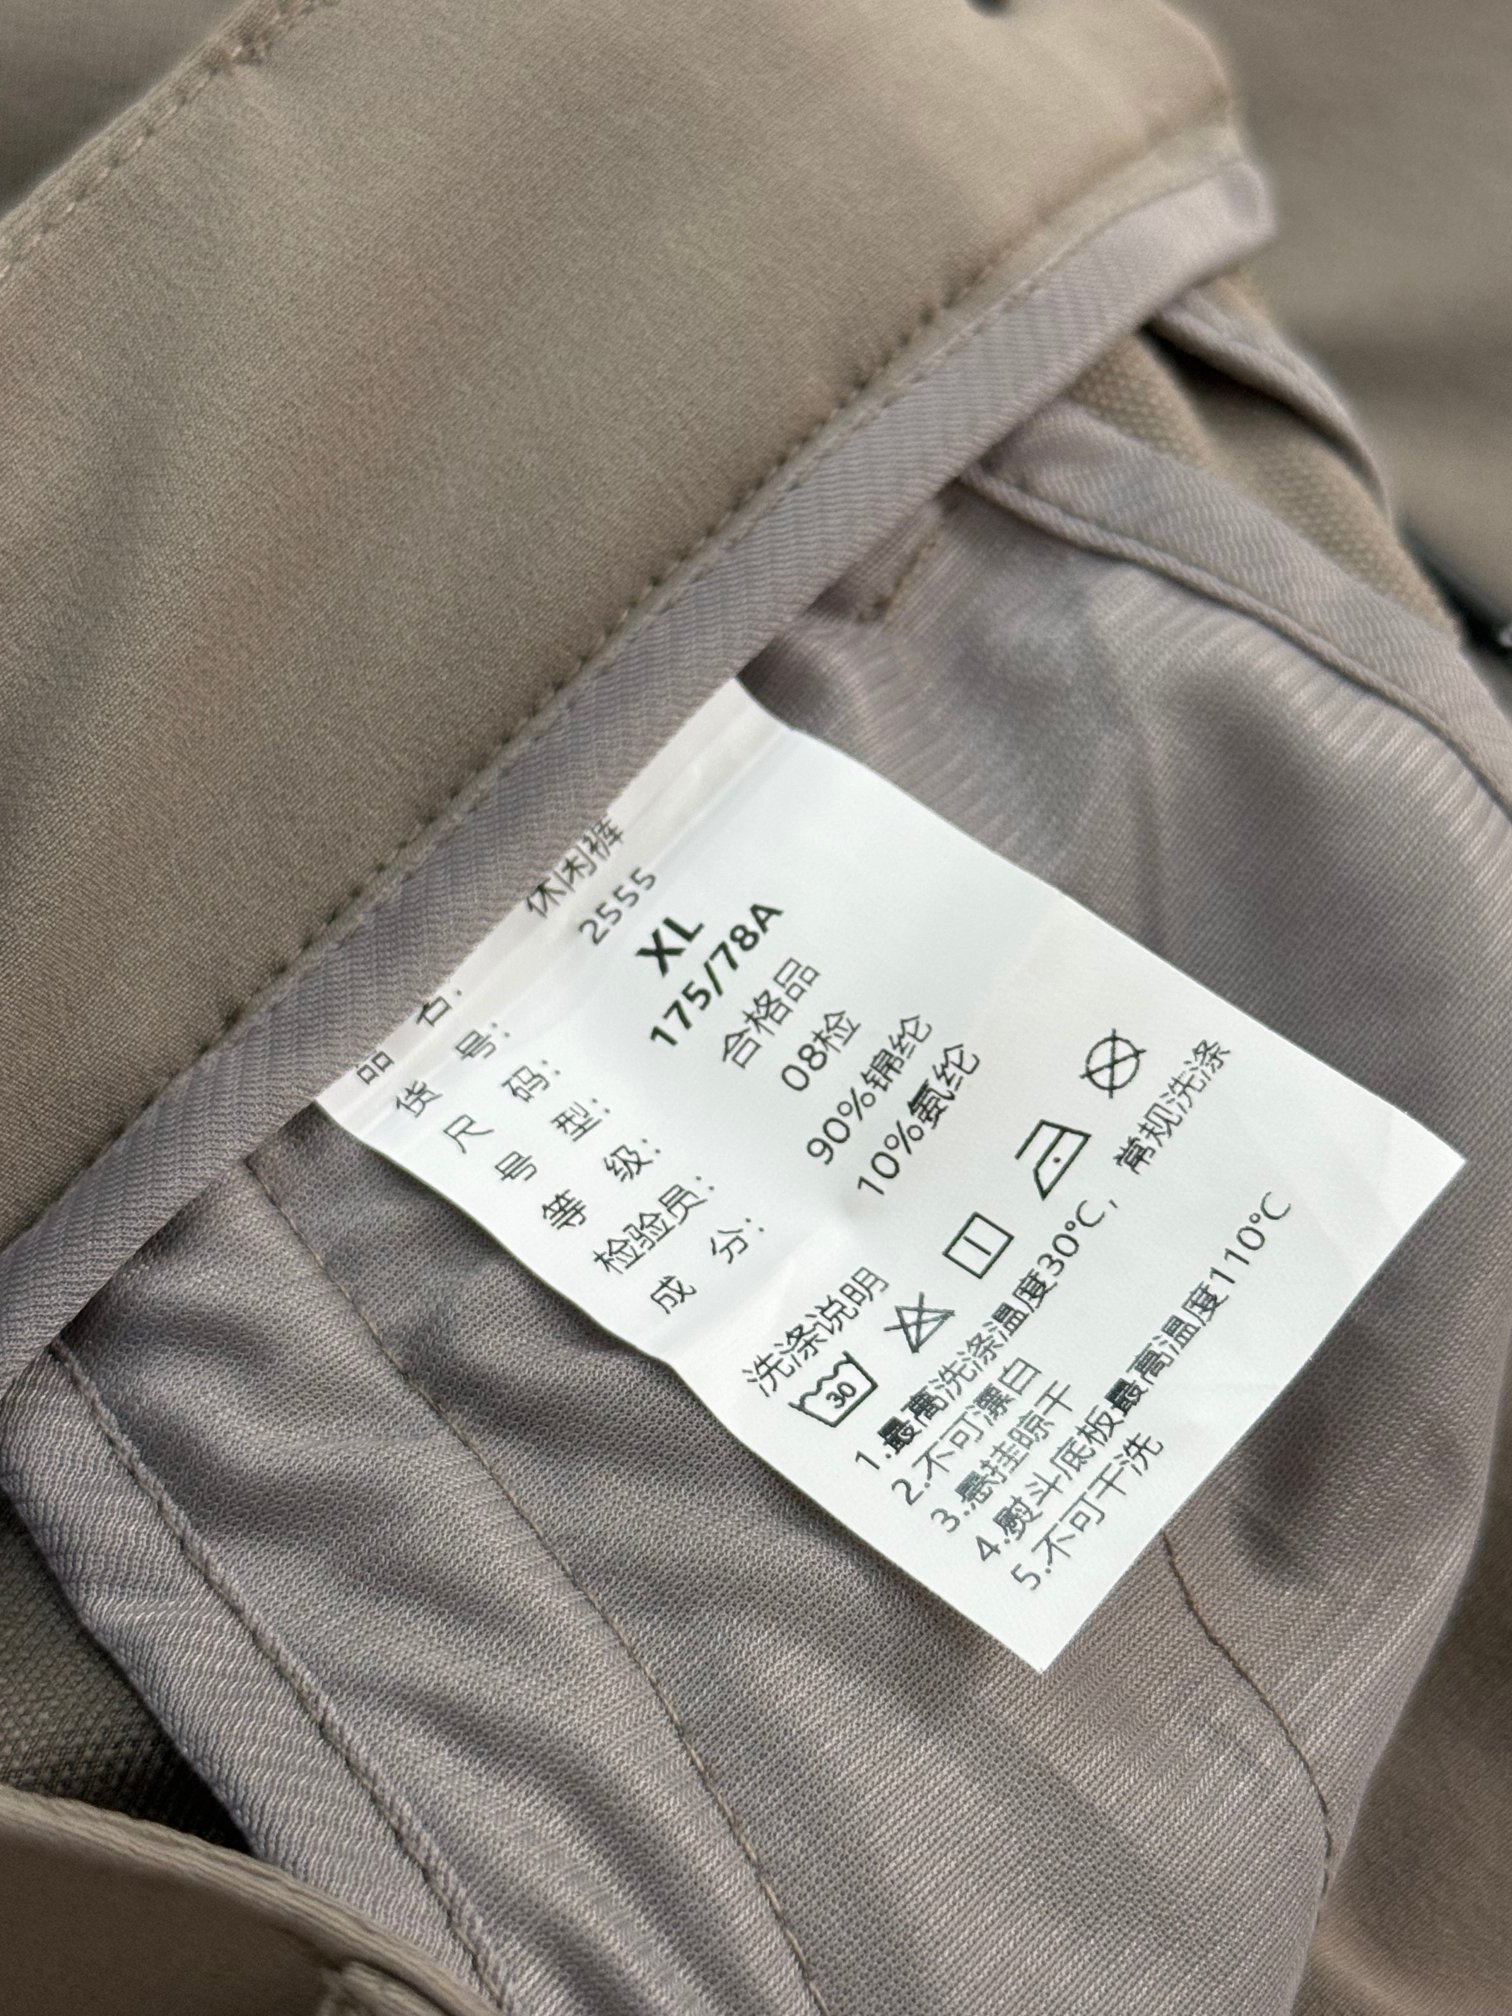 品 名: 休闲裤
货 号: 2555
尺 码: XL
号 型: 175/78A
等 级: 合格品
检验员: 08检
成 分: 90%锦纶
10%氨纶
洗涤说明
30
1.最高洗涤温度30℃，常规洗涤
2.不可漂白
3.悬挂晾干
4.熨斗底板最高温度110℃
5.不可干洗